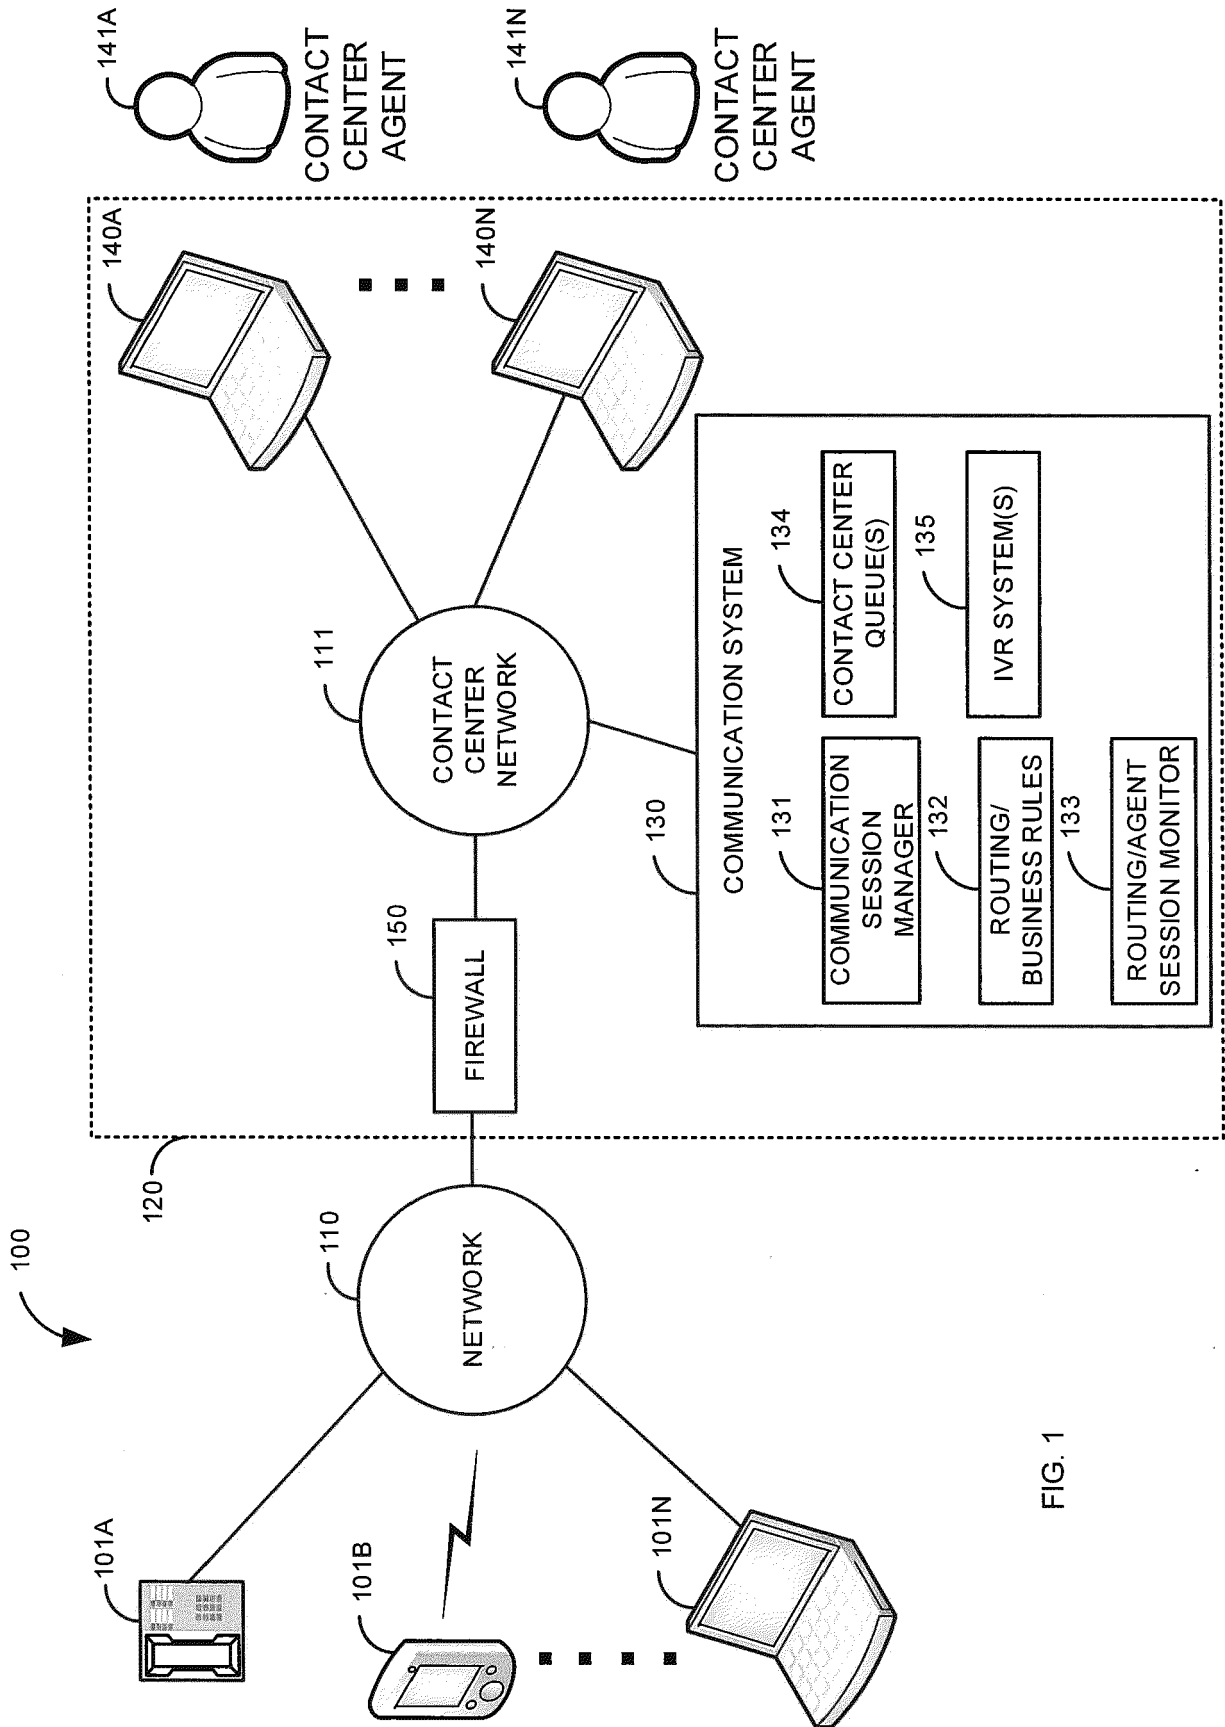 100
101A
101B
101N
110
NETWORK
120
150
FIREWALL
111
CONTACT
CENTER
NETWORK
140A
140N
141A
CONTACT
CENTER
AGENT
141N
CONTACT
CENTER
AGENT
130
COMMUNICATION SYSTEM
131
COMMUNICATION
SESSION
MANAGER
134
CONTACT CENTER
QUEUE(S)
132
ROUTING/
BUSINESS RULES
135
IVR SYSTEM(S)
133
ROUTING/AGENT
SESSION MONITOR
FIG. 1